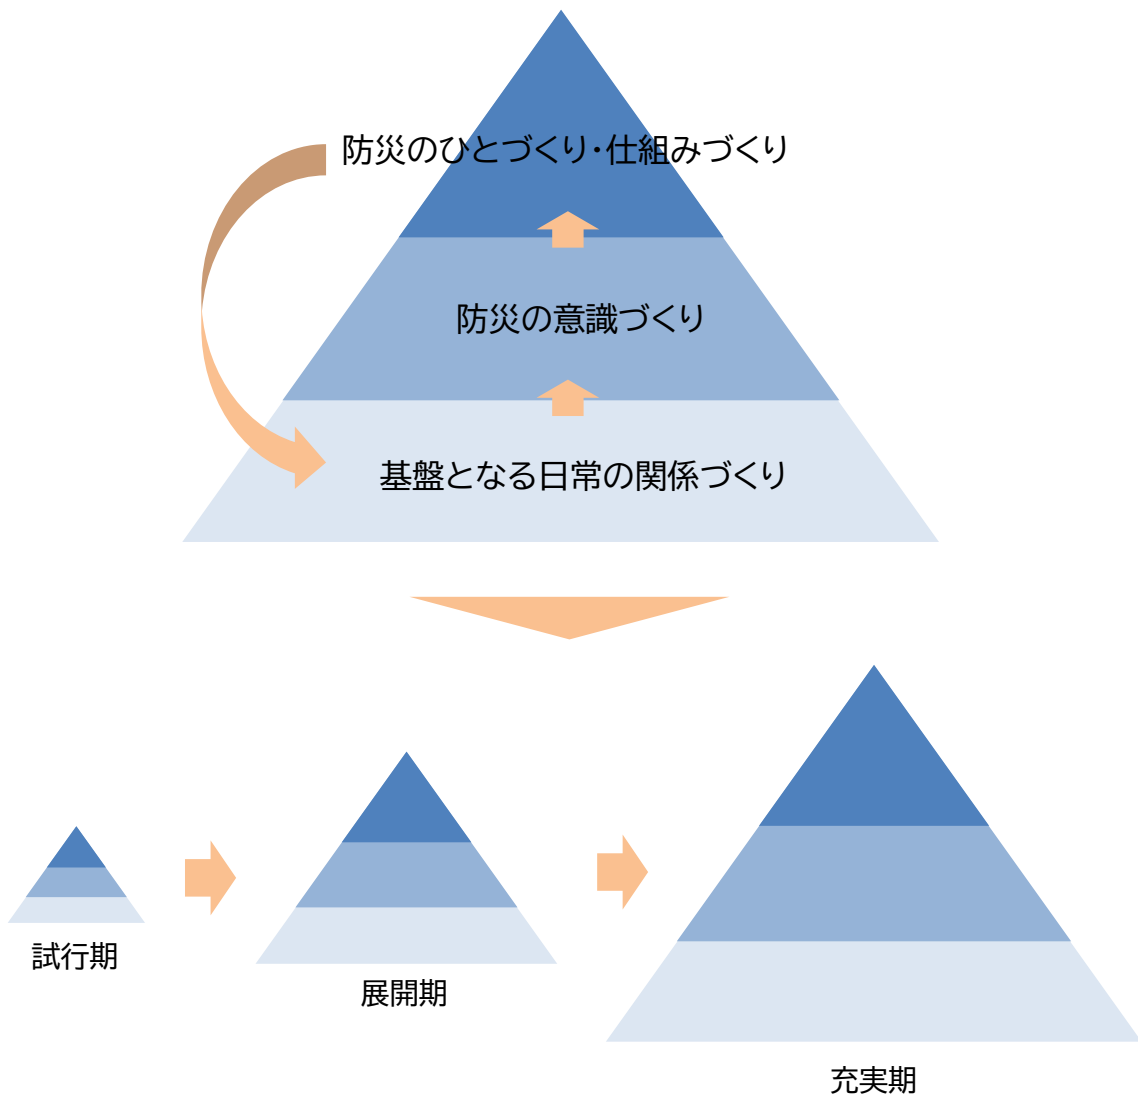 防災のひとづくり・仕組みづくり
防災の意識づくり
基盤となる日常の関係づくり
試行期
展開期
充実期